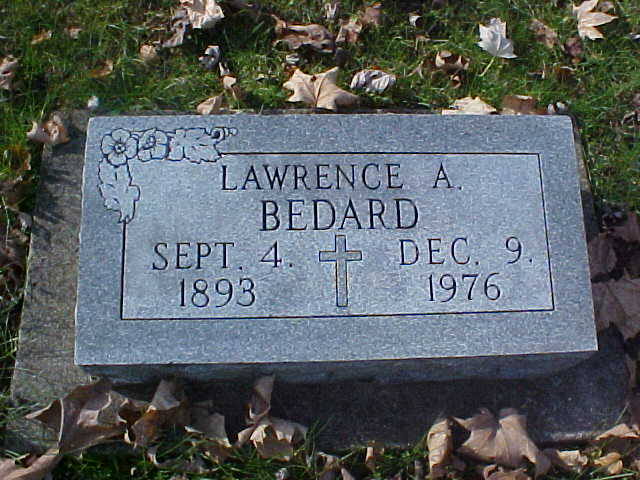 LAWRENCE A.
BEDARD
SEPT. 4. DEC. 9.
1893 1976